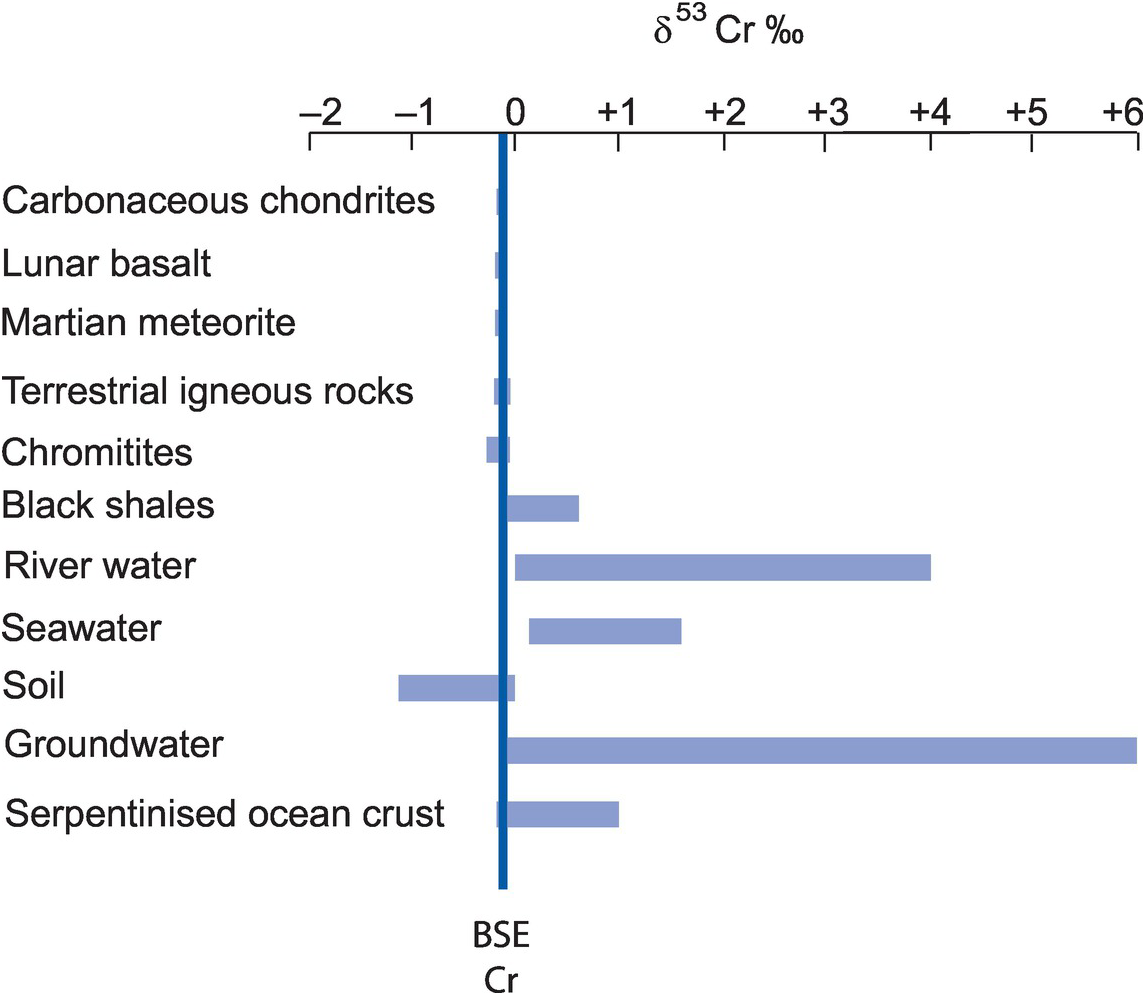 δ⁵³ Cr ‰
–2 –1 0 +1 +2 +3 +4 +5 +6
Carbonaceous chondrites
Lunar basalt
Martian meteorite
Terrestrial igneous rocks
Chromitites
Black shales
River water
Seawater
Soil
Groundwater
Serpentinised ocean crust
BSE
Cr